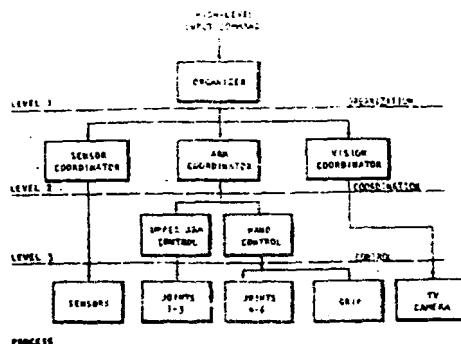 HIGH-LEVEL
INPUT COMMAND
ORGANIZER
LEVEL 1
ORGANIZATION
SENSOR
COORDINATOR
ARM
COORDINATOR
VISION
COORDINATOR
LEVEL 2
COORDINATION
UPPER ARM
CONTROL
HAND
CONTROL
LEVEL 3
CONTROL
SENSORS
JOINTS
1-3
JOINTS
4-6
GRIP
TV
CAMERA
PROCESS